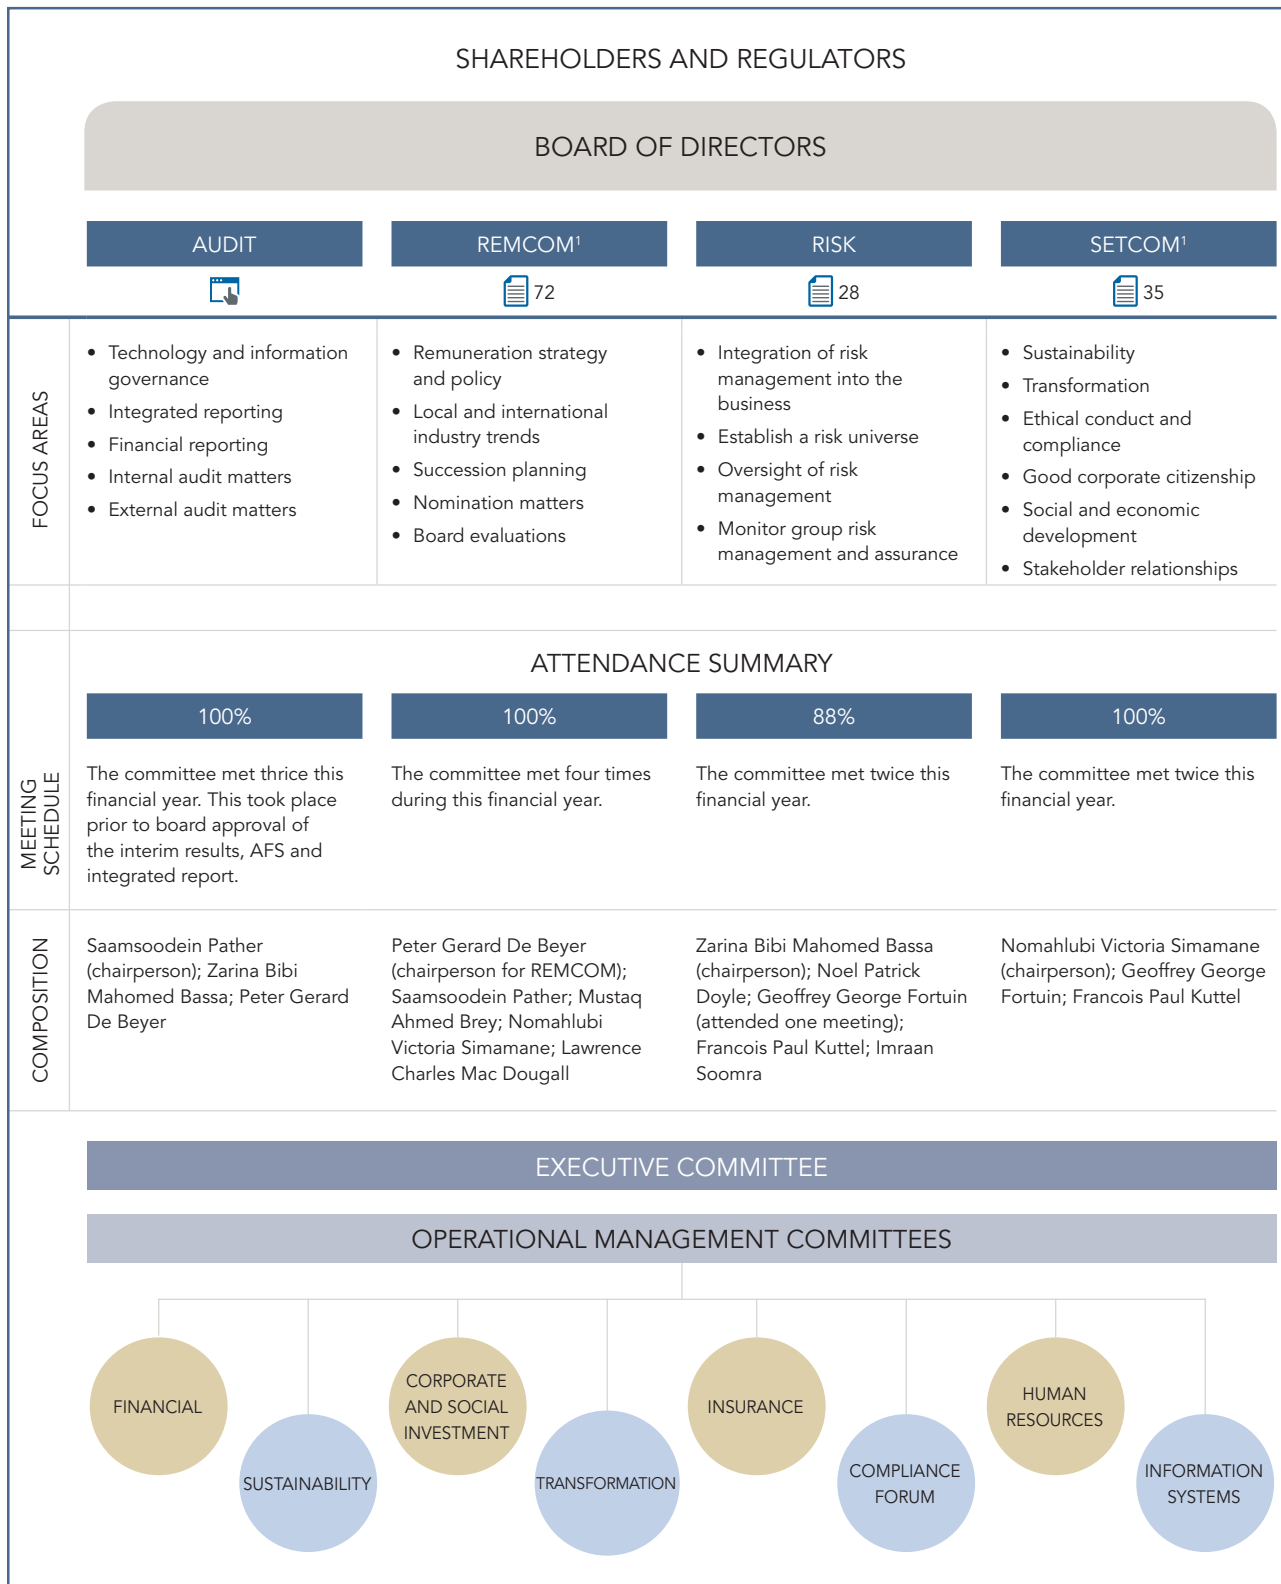 SHAREHOLDERS AND REGULATORS
BOARD OF DIRECTORS
AUDIT
REMCOM¹
72
RISK
28
SETCOM¹
35
FOCUS AREAS
• Technology and information
governance
• Integrated reporting
• Financial reporting
• Internal audit matters
• External audit matters
• Remuneration strategy
and policy
• Local and international
industry trends
• Succession planning
• Nomination matters
• Board evaluations
• Integration of risk
management into the
business
• Establish a risk universe
• Oversight of risk
management
• Monitor group risk
management and assurance
• Sustainability
• Transformation
• Ethical conduct and
compliance
• Good corporate citizenship
• Social and economic
development
• Stakeholder relationships
ATTENDANCE SUMMARY
MEETING
SCHEDULE
100%
The committee met thrice this
financial year. This took place
prior to board approval of
the interim results, AFS and
integrated report.
100%
The committee met four times
during this financial year.
88%
The committee met twice this
financial year.
100%
The committee met twice this
financial year.
COMPOSITION
Saamsoodein Pather
(chairperson); Zarina Bibi
Mahomed Bassa; Peter Gerard
De Beyer
Peter Gerard De Beyer
(chairperson for REMCOM);
Saamsoodein Pather; Mustaq
Ahmed Brey; Nomahlubi
Victoria Simamane; Lawrence
Charles Mac Dougall
Zarina Bibi Mahomed Bassa
(chairperson); Noel Patrick
Doyle; Geoffrey George Fortuin
(attended one meeting);
Francois Paul Kuttel; Imraan
Soomra
Nomahlubi Victoria Simamane
(chairperson); Geoffrey George
Fortuin; Francois Paul Kuttel
EXECUTIVE COMMITTEE
OPERATIONAL MANAGEMENT COMMITTEES
FINANCIAL
SUSTAINABILITY
CORPORATE
AND SOCIAL
INVESTMENT
TRANSFORMATION
INSURANCE
COMPLIANCE
FORUM
HUMAN
RESOURCES
INFORMATION
SYSTEMS